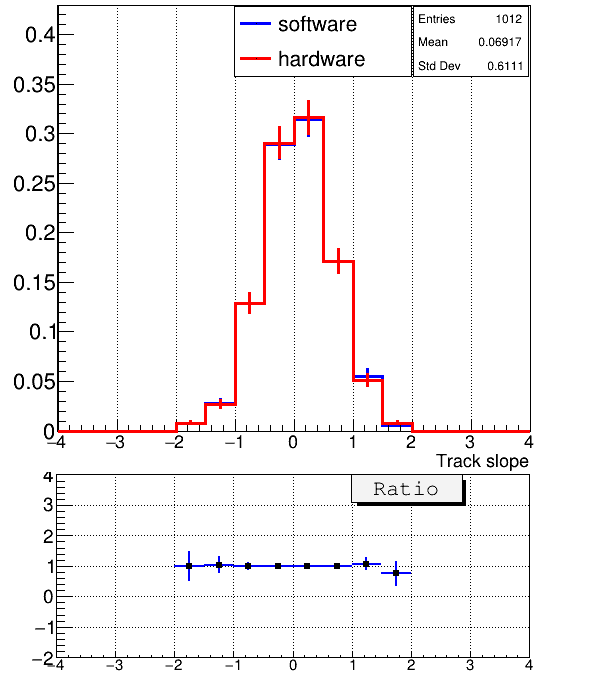 software
hardware
Entries 1012
Mean 0.06917
Std Dev 0.6111
0.4
0.35
0.3
0.25
0.2
0.15
0.1
0.05
0
−4 −3 −2 −1 0 1 2 3 4
Track slope
Ratio
4
3
2
1
0
−1
−2
−4 −3 −2 −1 0 1 2 3 4